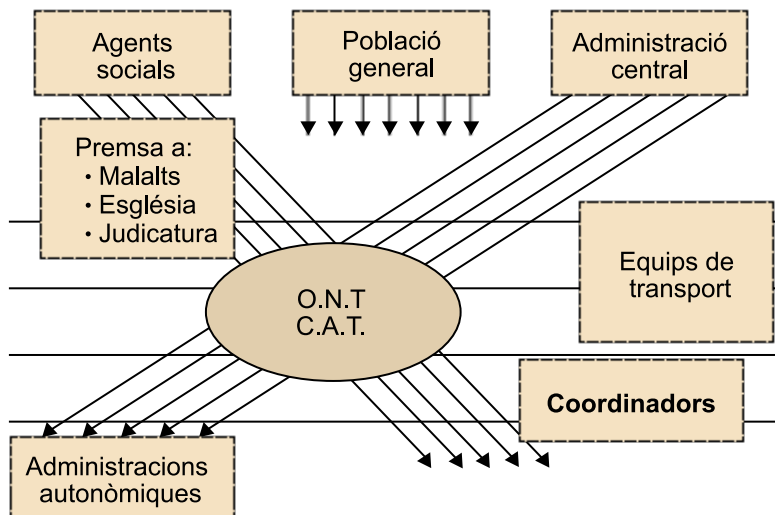 Agents
socials
Població
general
Administració
central
Premsa a:
· Malalts
· Església
· Judicatura
Equips de
transport
O.N.T
C.A.T.
Coordinadors
Administracions
autonòmiques